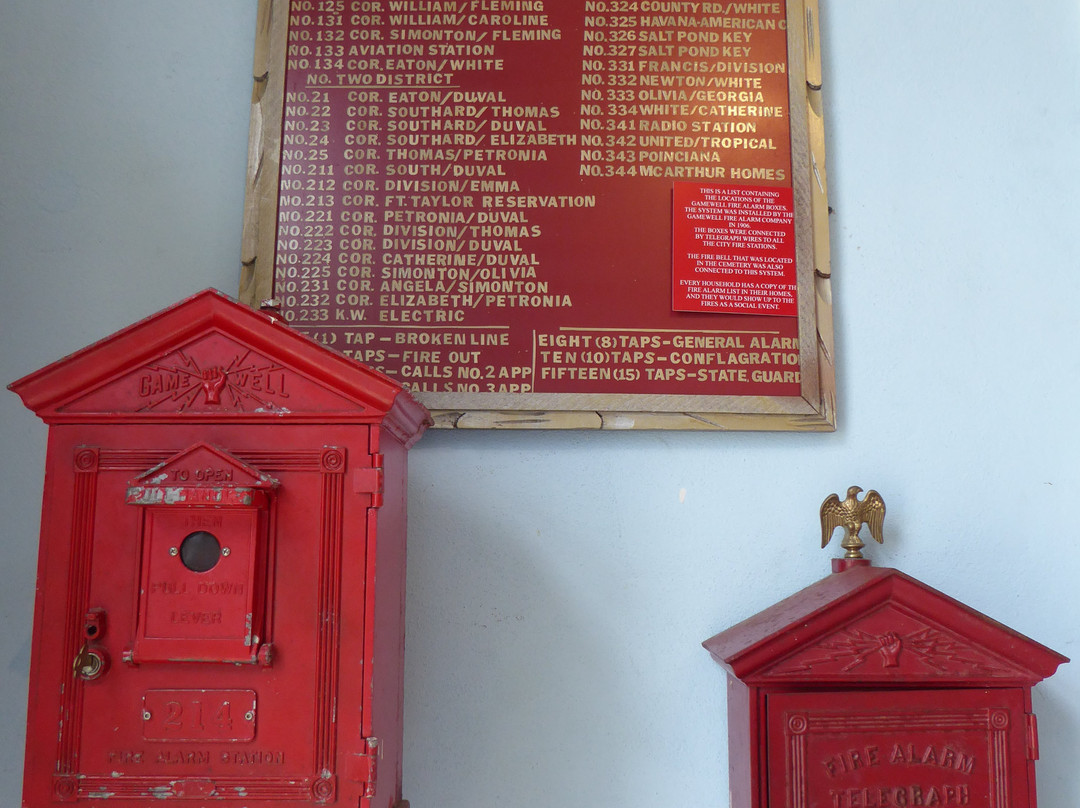 NO.125 COR. WILLIAM/FLEMING
NO.131 COR. WILLIAM/CAROLINE
NO.132 COR. SIMONTON/FLEMING
NO.133 AVIATION STATION
NO.134 COR. EATON/WHITE
NO. TWO DISTRICT
NO.21 COR. EATON/DUVAL
NO.22 COR. SOUTHARD/THOMAS
NO.23 COR. SOUTHARD/DUVAL
NO.24 COR. SOUTHARD/ELIZABETH
NO.25 COR. THOMAS/PETRONIA
NO.211 COR. SOUTH/DUVAL
NO.212 COR. DIVISION/EMMA
NO.213 COR. FT. TAYLOR RESERVATION
NO.221 COR. PETRONIA/DUVAL
NO.222 COR. DIVISION/THOMAS
NO.223 COR. DIVISION/DUVAL
NO.224 COR. CATHERINE/DUVAL
NO.225 COR. SIMONTON/OLIVIA
NO.231 COR. ANGELA/SIMONTON
NO.232 COR. ELIZABETH/PETRONIA
NO.233 K.W. ELECTRIC
NO.324 COUNTY RD./WHITE
NO.325 HAVANA-AMERICAN C
NO.326 SALT POND KEY
NO.327 SALT POND KEY
NO.331 FRANCIS/DIVISION
NO.332 NEWTON/WHITE
NO.333 OLIVIA/GEORGIA
NO.334 WHITE/CATHERINE
NO.341 RADIO STATION
NO.342 UNITED/TROPICAL
NO.343 POINCIANA
NO.344 MCARTHUR HOMES
THIS IS A LIST CONTAINING
THE LOCATIONS OF THE
GAMEWELL FIRE ALARM BOXES.
THE SYSTEM WAS INSTALLED BY THE
GAMEWELL FIRE ALARM COMPANY
IN 1906.
THE BOXES WERE CONNECTED
BY TELEGRAPH WIRES TO ALL
THE CITY FIRE STATIONS.
THE FIRE BELL THAT WAS LOCATED
IN THE CEMETERY WAS ALSO
CONNECTED TO THIS SYSTEM.
EVERY HOUSEHOLD HAS A COPY OF TH
FIRE ALARM LIST IN THEIR HOMES,
AND THEY WOULD SHOW UP TO THE
FIRES AS A SOCIAL EVENT.
(1) TAP – BROKEN LINE
TAPS – FIRE OUT
TAPS – CALLS NO.2 APP
CALLS NO.3 APP
EIGHT (8) TAPS – GENERAL ALARM
TEN (10) TAPS – CONFLAGRATIO
FIFTEEN (15) TAPS – STATE, GUARD
GAMEWELL
TO OPEN
THEN
PULL DOWN
LEVER
214
FIRE ALARM STATION
FIRE ALARM
TELEGRAPH